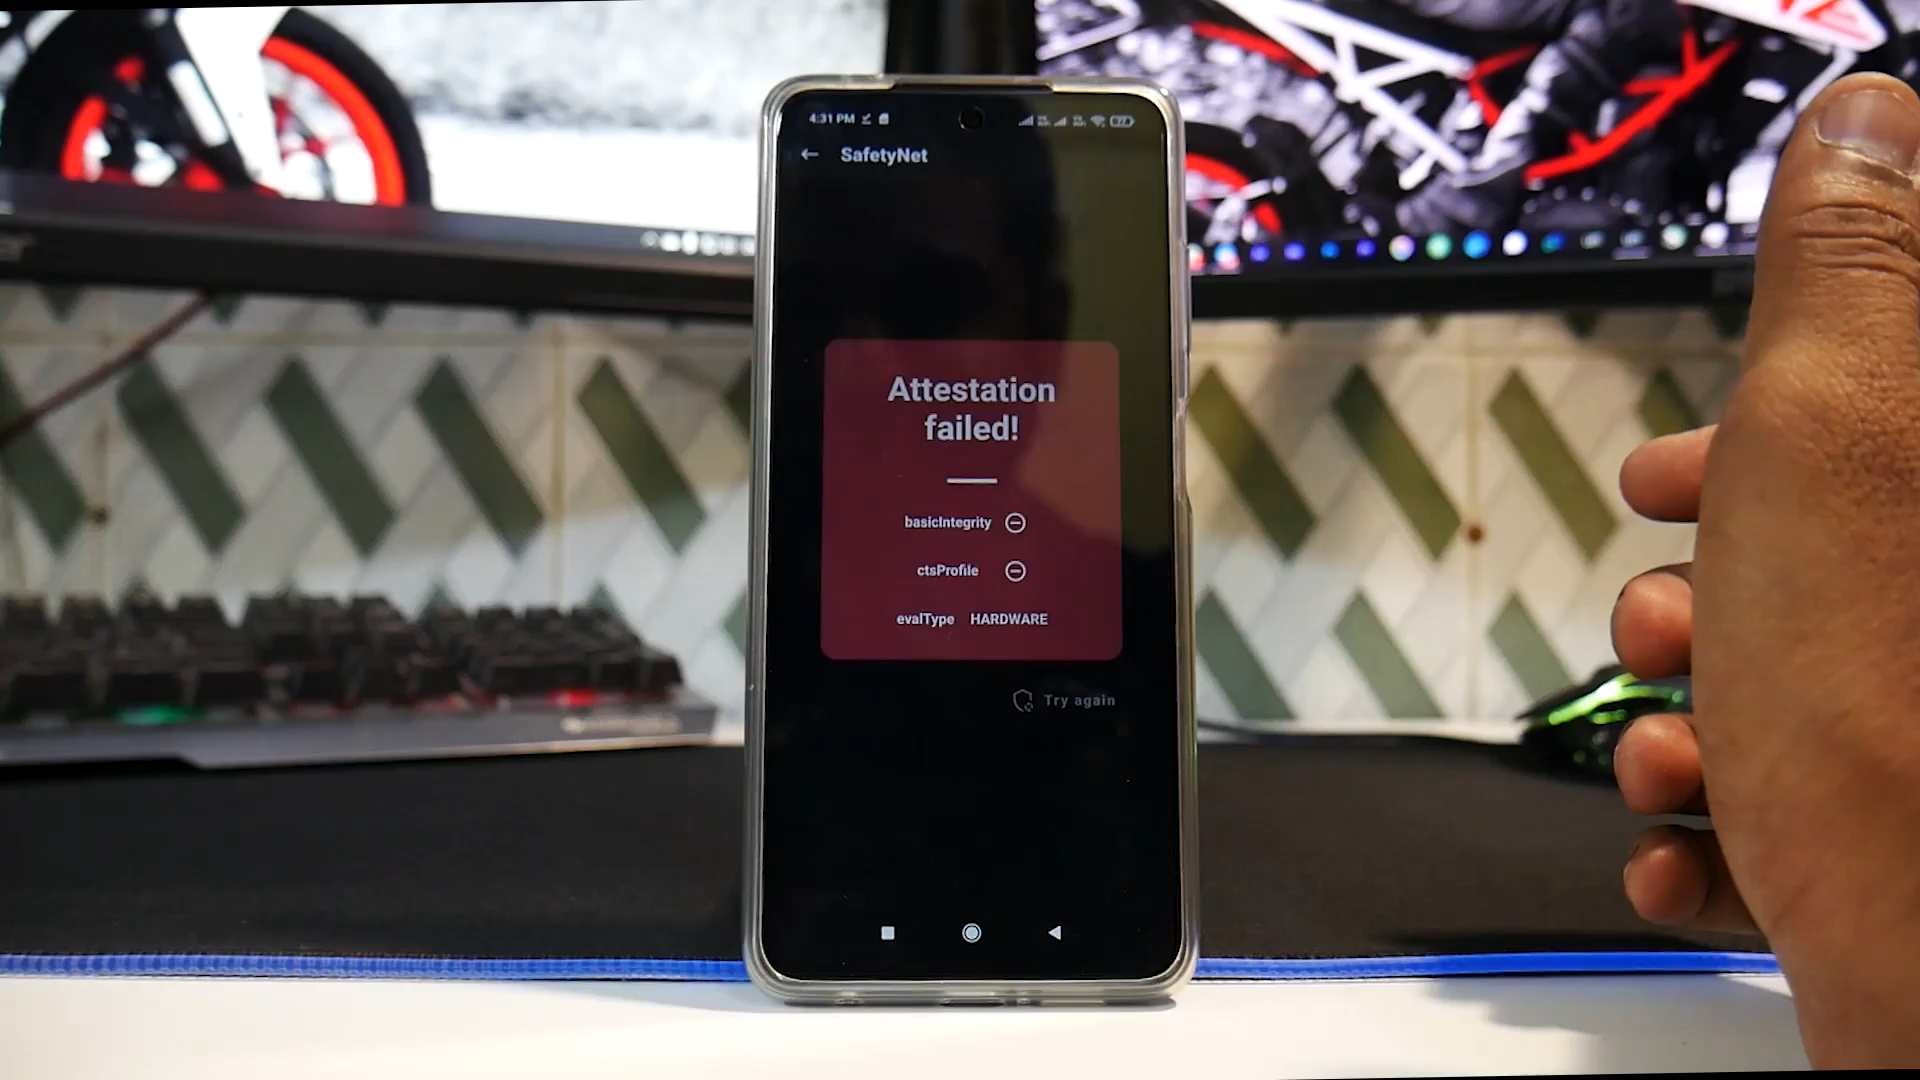 4:31 PM
SafetyNet
Attestation
failed!
basicIntegrity
ctsProfile
evalType HARDWARE
Try again